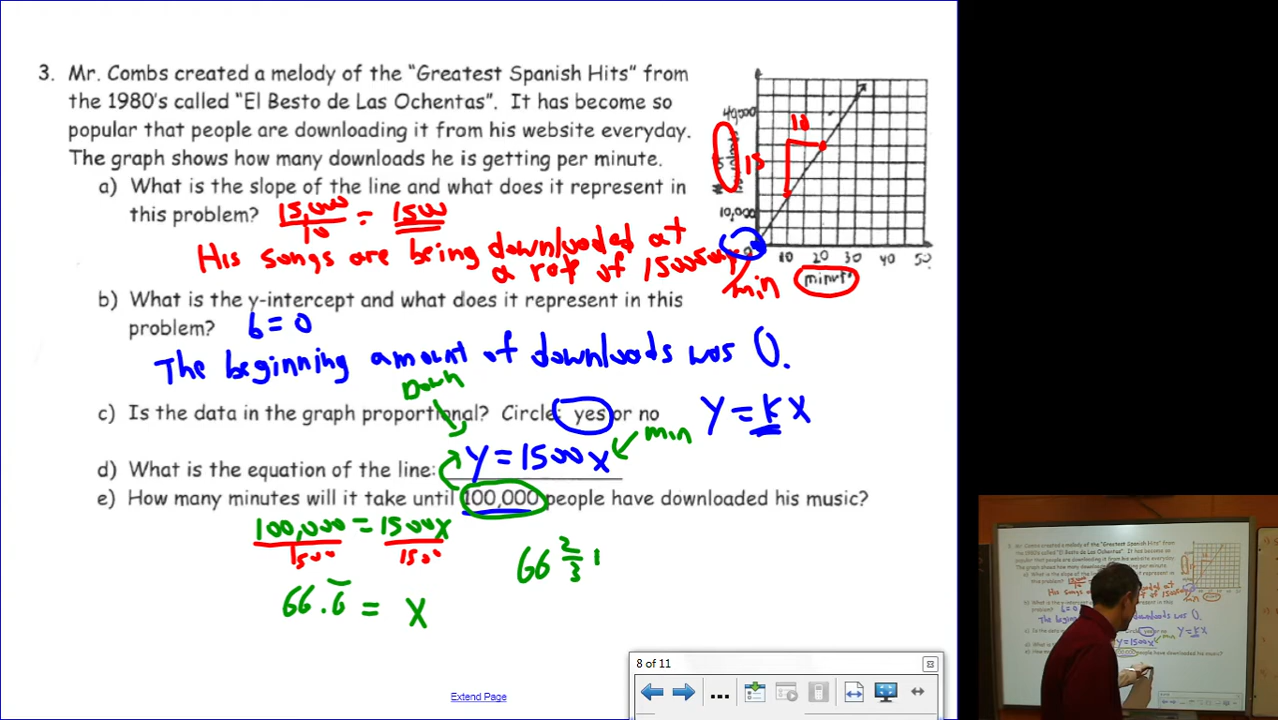 3. Mr. Combs created a melody of the “Greatest Spanish Hits” from
the 1980's called “El Besto de Las Ochentas”. It has become so
popular that people are downloading it from his website everyday.
The graph shows how many downloads he is getting per minute.
a) What is the slope of the line and what does it represent in
this problem? 15,000/10 = 1500
His songs are being downloaded at
a rate of 1500 songs/min
b) What is the y-intercept and what does it represent in this
problem? b = 0
The beginning amount of downloads was 0.
Down
c) Is the data in the graph proportional? Circle: yes or no
y = kx
min
d) What is the equation of the line: y = 1500x
e) How many minutes will it take until 100,000 people have downloaded his music?
100,000 = 1500x
1500 1500
66 2/3
66.6̅ = x
40,000
10
15
10,000
0 10 20 30 40 50
minutes
8 of 11
Extend Page